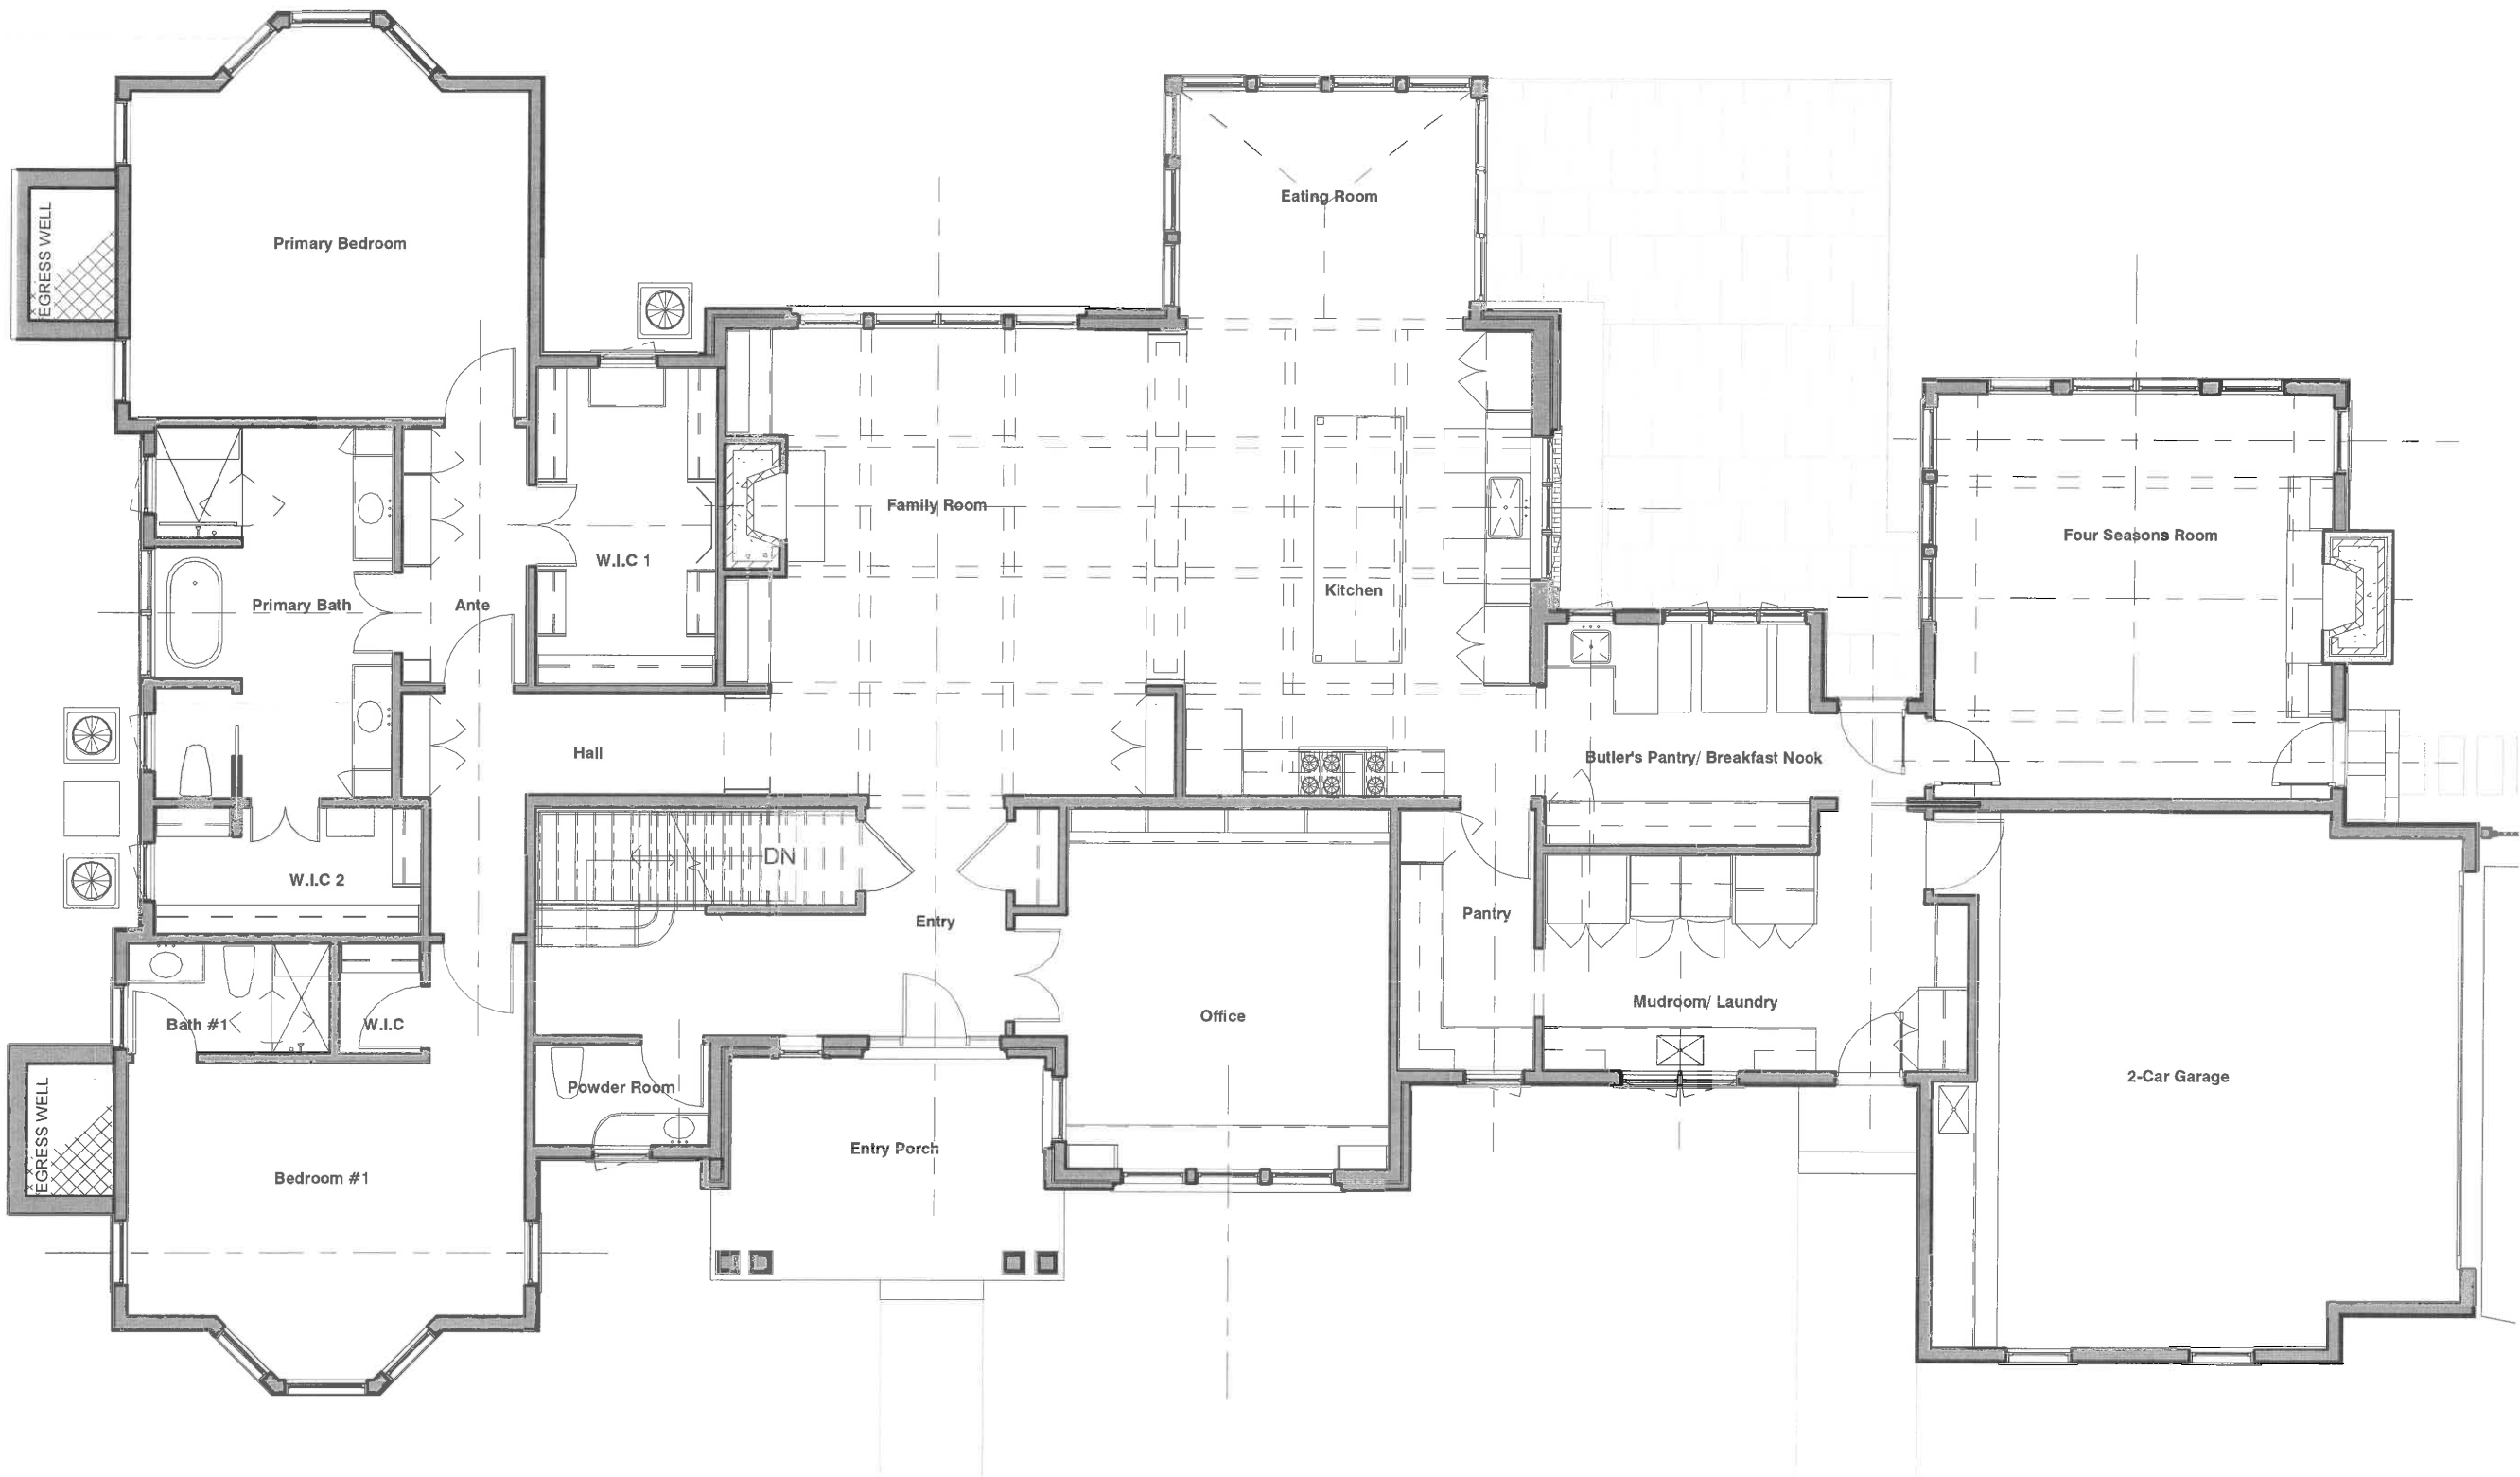 Eating Room
EGRESS WELL
Primary Bedroom
Family Room
Four Seasons Room
W.I.C 1
Kitchen
Primary Bath
Ante
Hall
Butler's Pantry/ Breakfast Nook
DN
W.I.C 2
Entry
Pantry
Mudroom/ Laundry
Office
Bath #1
W.I.C
2-Car Garage
Powder Room
EGRESS WELL
Entry Porch
Bedroom #1